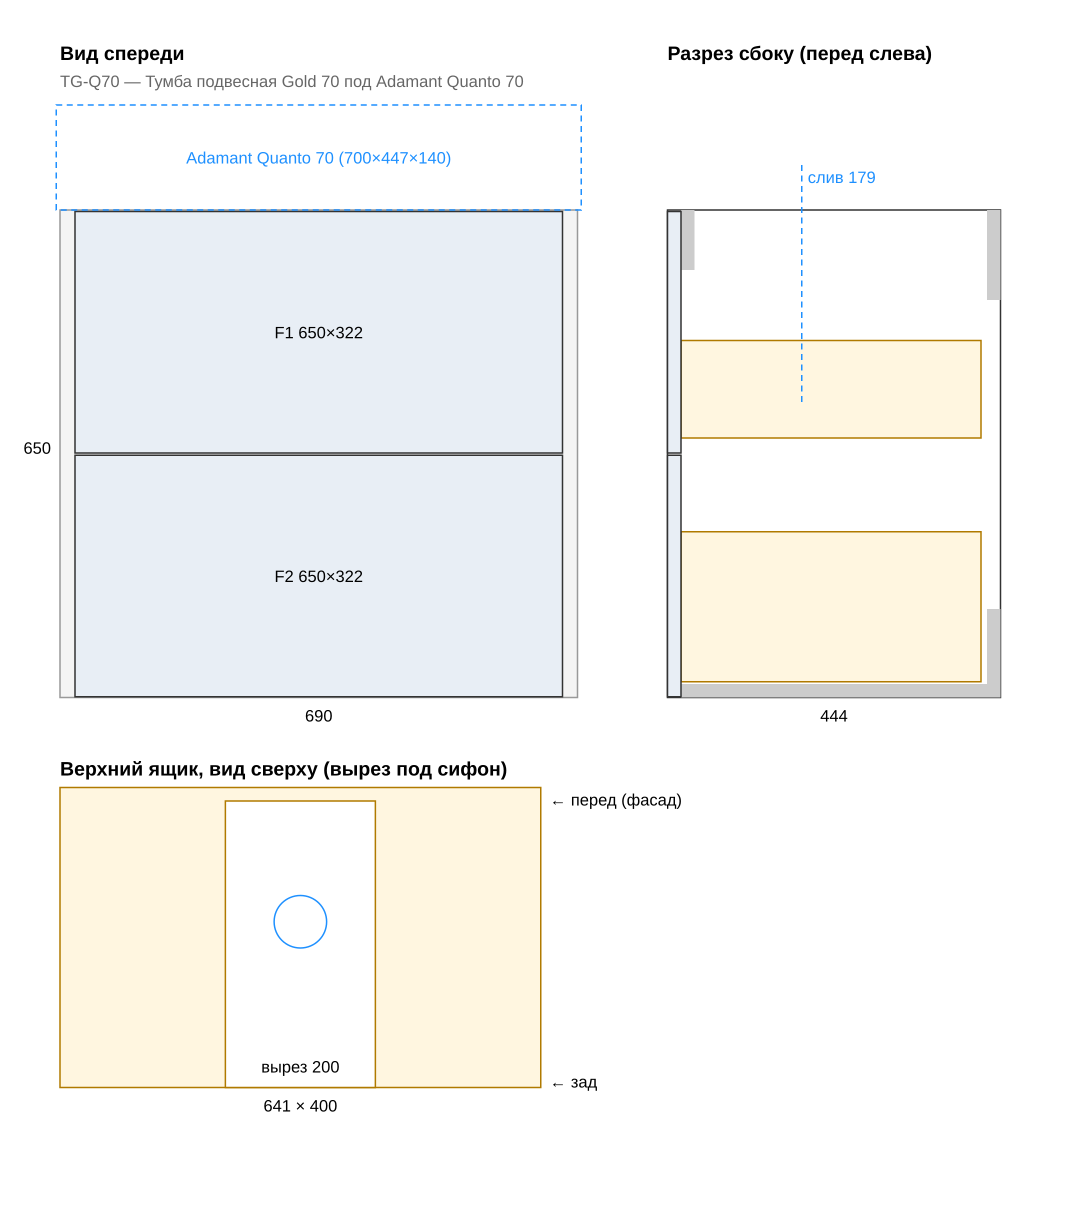 Вид спереди
TG-Q70 — Тумба подвесная Gold 70 под Adamant Quanto 70
Adamant Quanto 70 (700×447×140)
F1 650×322
650
F2 650×322
690
Разрез сбоку (перед слева)
слив 179
444
Верхний ящик, вид сверху (вырез под сифон)
← перед (фасад)
вырез 200
← зад
641 × 400